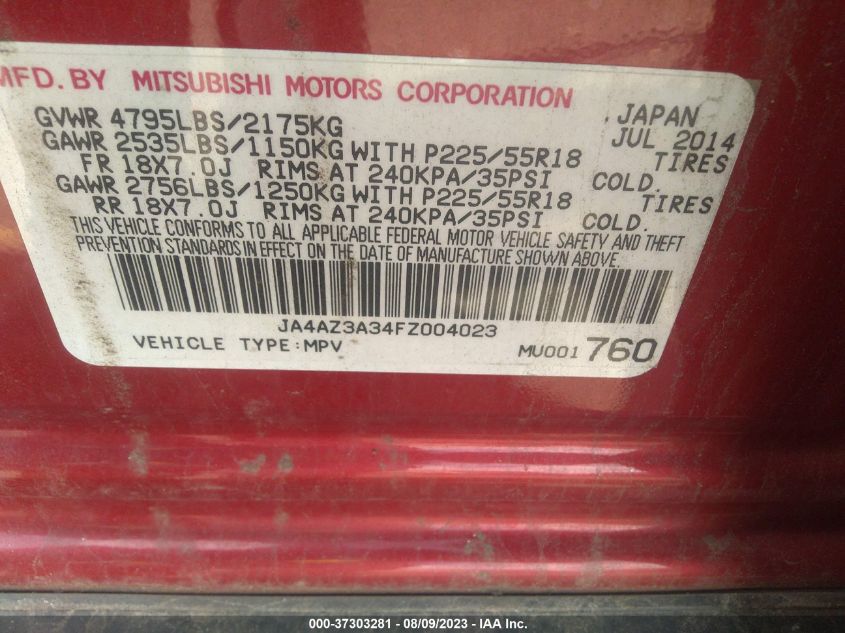 MFD. BY MITSUBISHI MOTORS CORPORATION
GVWR 4795LBS/2175KG . JAPAN
GAWR 2535LBS/1150KG WITH P225/55R18 JUL 2014
FR 18X7.0J RIMS AT 240KPA/35PSI TIRES
GAWR 2756LBS/1250KG WITH P225/55R18 COLD.
RR 18X7.0J RIMS AT 240KPA/35PSI TIRES
COLD.
THIS VEHICLE CONFORMS TO ALL APPLICABLE FEDERAL MOTOR VEHICLE SAFETY AND THEFT
PREVENTION STANDARDS IN EFFECT ON THE DATE OF MANUFACTURE SHOWN ABOVE.
JA4AZ3A34FZ004023
VEHICLE TYPE:MPV MU001 760
000-37303281 - 08/09/2023 - IAA Inc.